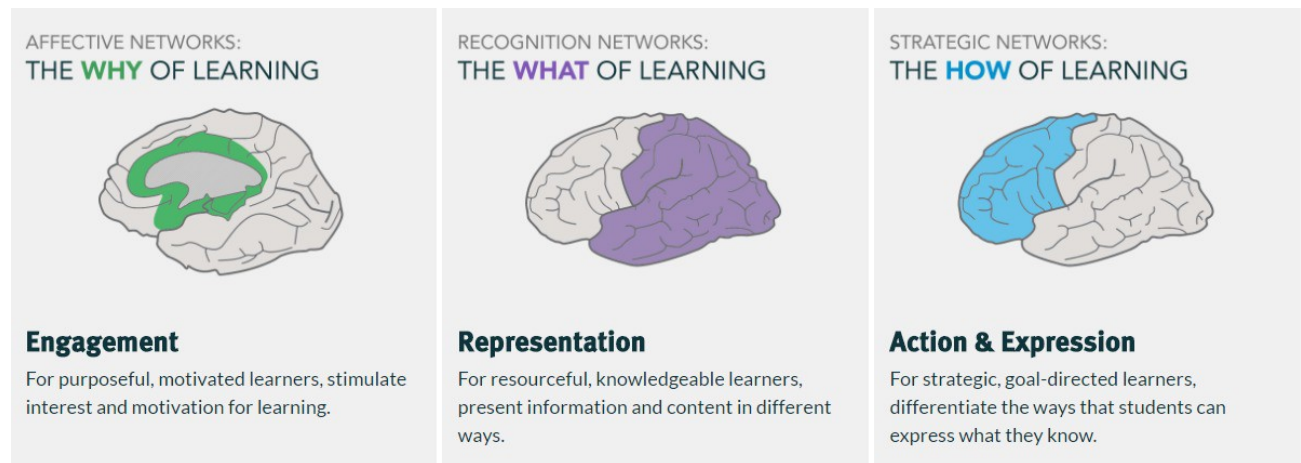 AFFECTIVE NETWORKS:
THE WHY OF LEARNING
Engagement
For purposeful, motivated learners, stimulate
interest and motivation for learning.
RECOGNITION NETWORKS:
THE WHAT OF LEARNING
Representation
For resourceful, knowledgeable learners,
present information and content in different
ways.
STRATEGIC NETWORKS:
THE HOW OF LEARNING
Action & Expression
For strategic, goal-directed learners,
differentiate the ways that students can
express what they know.